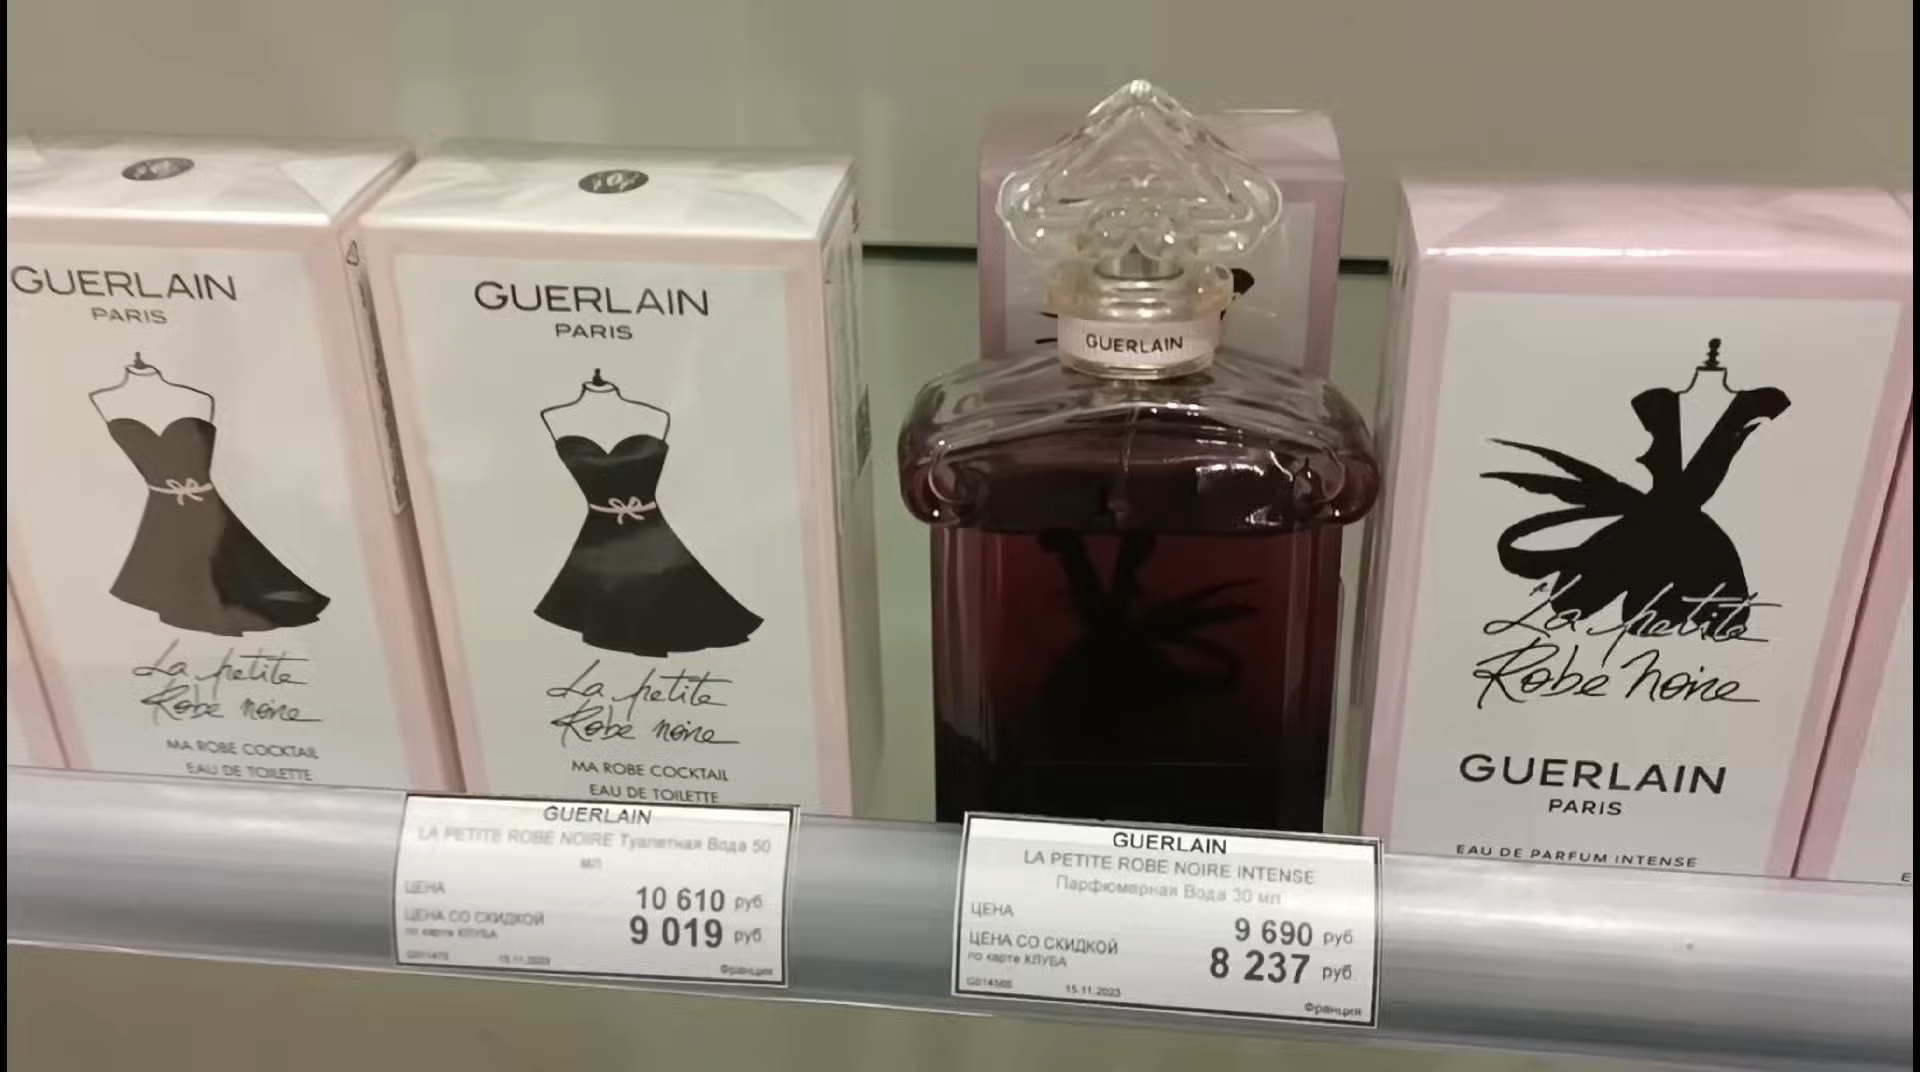 GUERLAIN
PARIS
La petite
Robe noire
MA ROBE COCKTAIL
EAU DE TOILETTE
GUERLAIN
PARIS
La petite
Robe noire
MA ROBE COCKTAIL
EAU DE TOILETTE
GUERLAIN
La petite
Robe Noire
GUERLAIN
PARIS
EAU DE PARFUM INTENSE
GUERLAIN
LA PETITE ROBE NOIRE Туалетная Вода 50
мл
ЦЕНА
10 610 руб
ЦЕНА СО СКИДКОЙ
9 019 руб
по карте КЛУБА
15.11.2023
Франция
GUERLAIN
LA PETITE ROBE NOIRE INTENSE
Парфюмерная Вода 30 мл
ЦЕНА
9 690 руб
ЦЕНА СО СКИДКОЙ
8 237 руб
по карте КЛУБА
15.11.2023
Франция